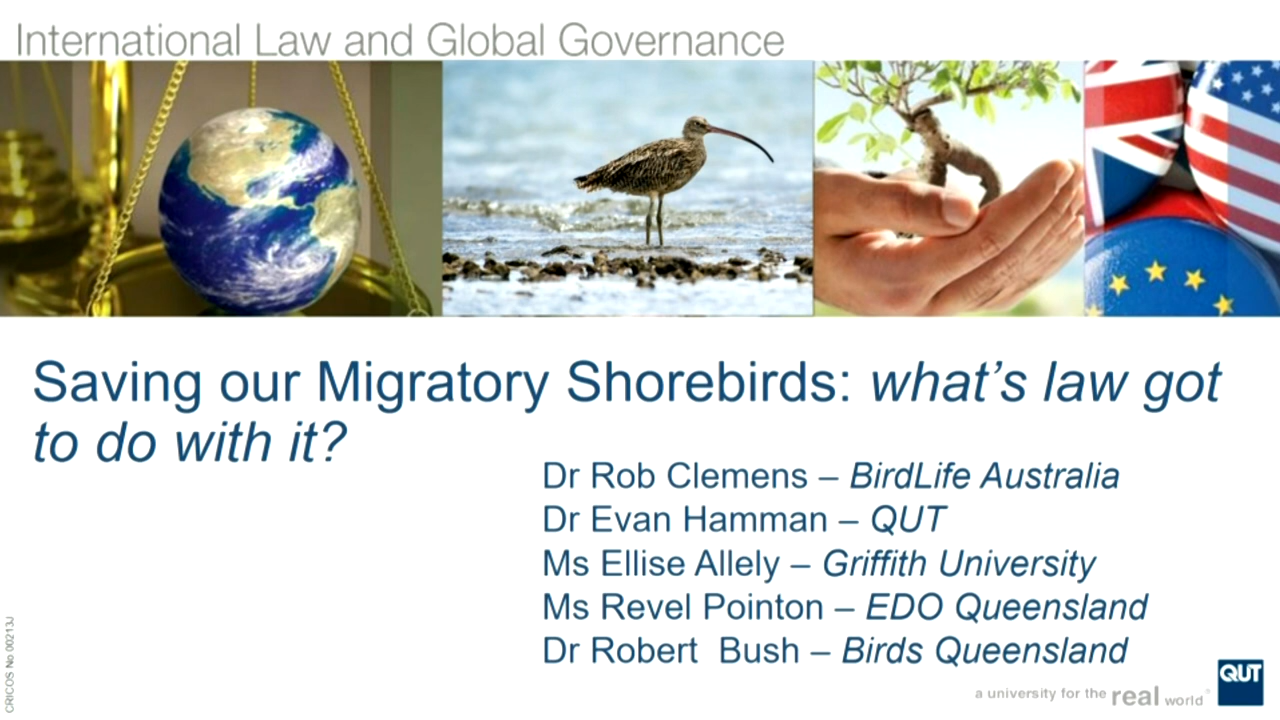 International Law and Global Governance
Saving our Migratory Shorebirds: what's law got
to do with it?
Dr Rob Clemens – BirdLife Australia
Dr Evan Hamman – QUT
Ms Ellise Allely – Griffith University
Ms Revel Pointon – EDO Queensland
Dr Robert  Bush – Birds Queensland
CRICOS No 00213J
a university for the real world
QUT